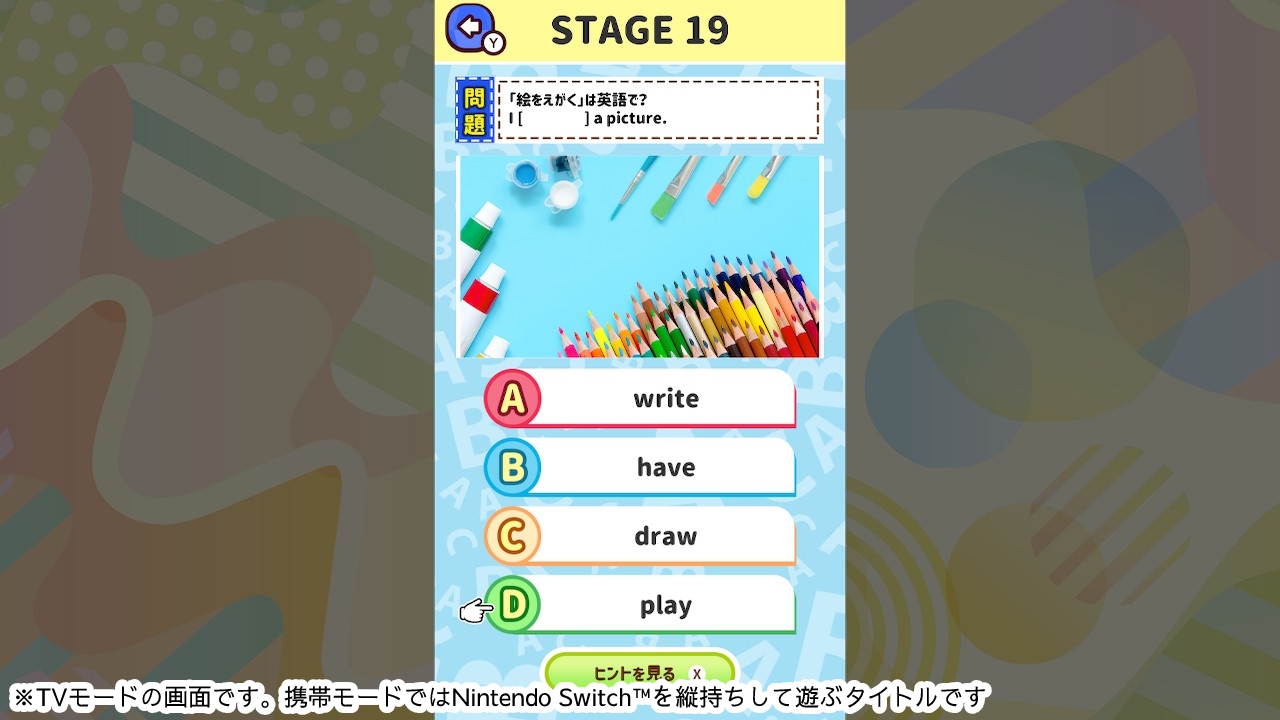 Y
STAGE 19
問題
「絵をえがく」は英語で?
I [ ] a picture.
A write
B have
C draw
D play
ヒントを見る X
※TVモードの画面です。携帯モードではNintendo Switch™を縦持ちして遊ぶタイトルです